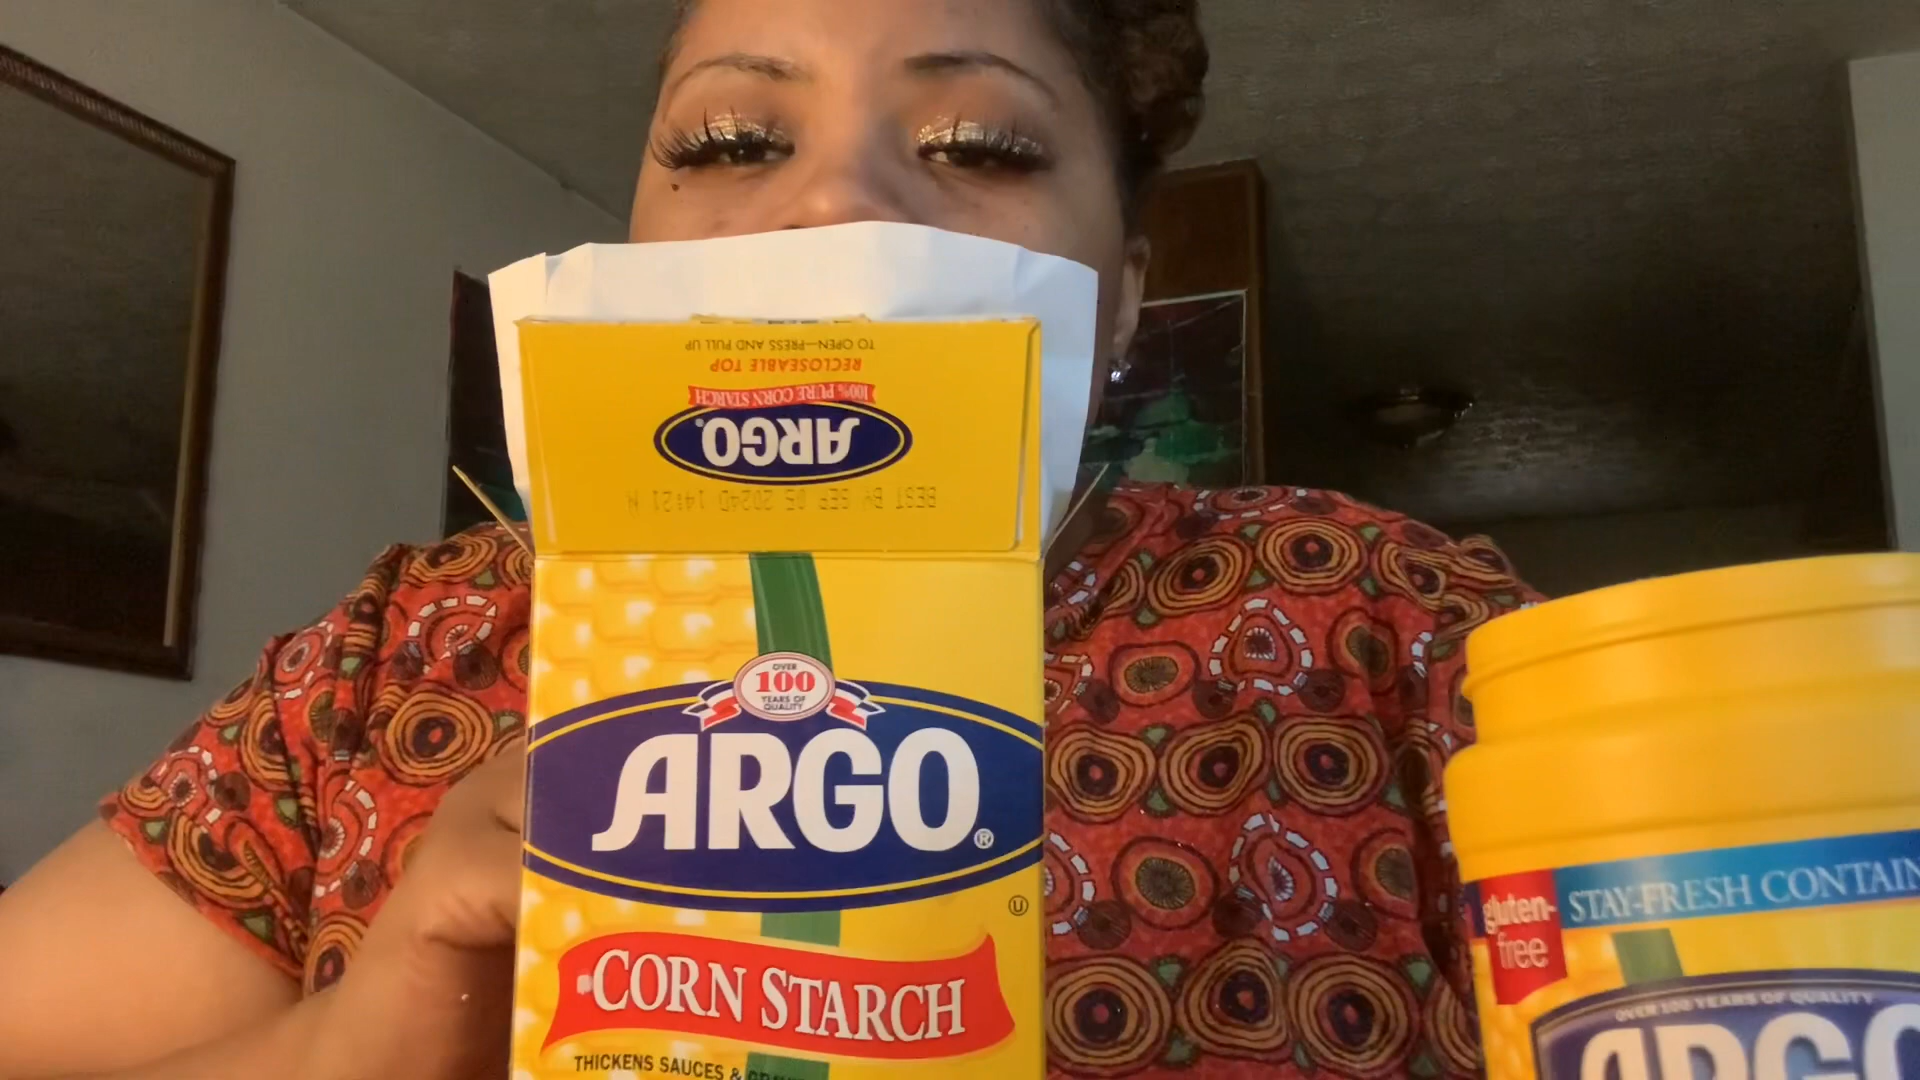 TO OPEN—PRESS AND PULL UP
RECLOSEABLE TOP
100% PURE CORN STARCH
ARGO®
BEST BY SEP 05 2024D 14:21 N
OVER
100
YEARS OF
QUALITY
ARGO®
U
CORN STARCH
THICKENS SAUCES &
gluten-
free
STAY-FRESH CONTAIN
OVER 100 YEARS OF QUALITY
ARGO